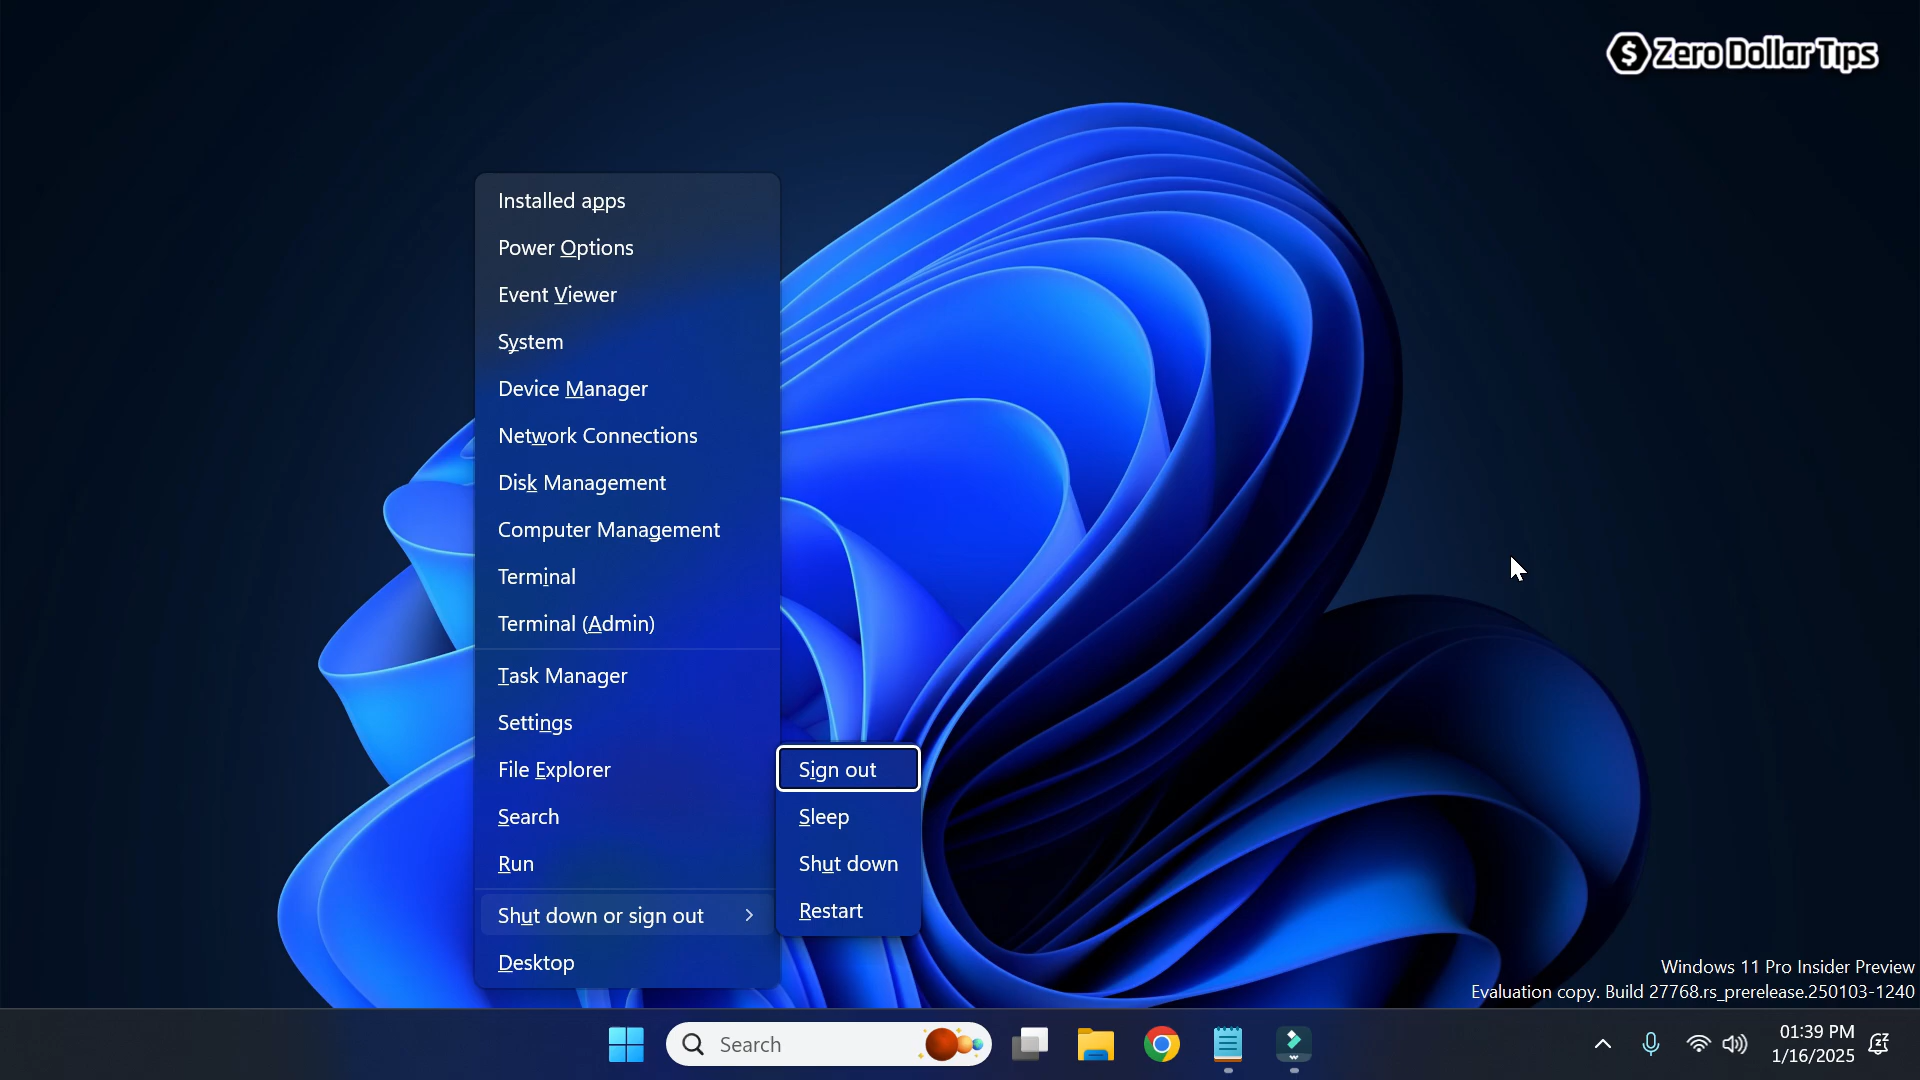 Zero Dollar Tips
Installed apps
Power Options
Event Viewer
System
Device Manager
Network Connections
Disk Management
Computer Management
Terminal
Terminal (Admin)
Task Manager
Settings
File Explorer
Search
Run
Shut down or sign out
Desktop
Sign out
Sleep
Shut down
Restart
Windows 11 Pro Insider Preview
Evaluation copy. Build 27768.rs_prerelease.250103-1240
Search
01:39 PM
1/16/2025